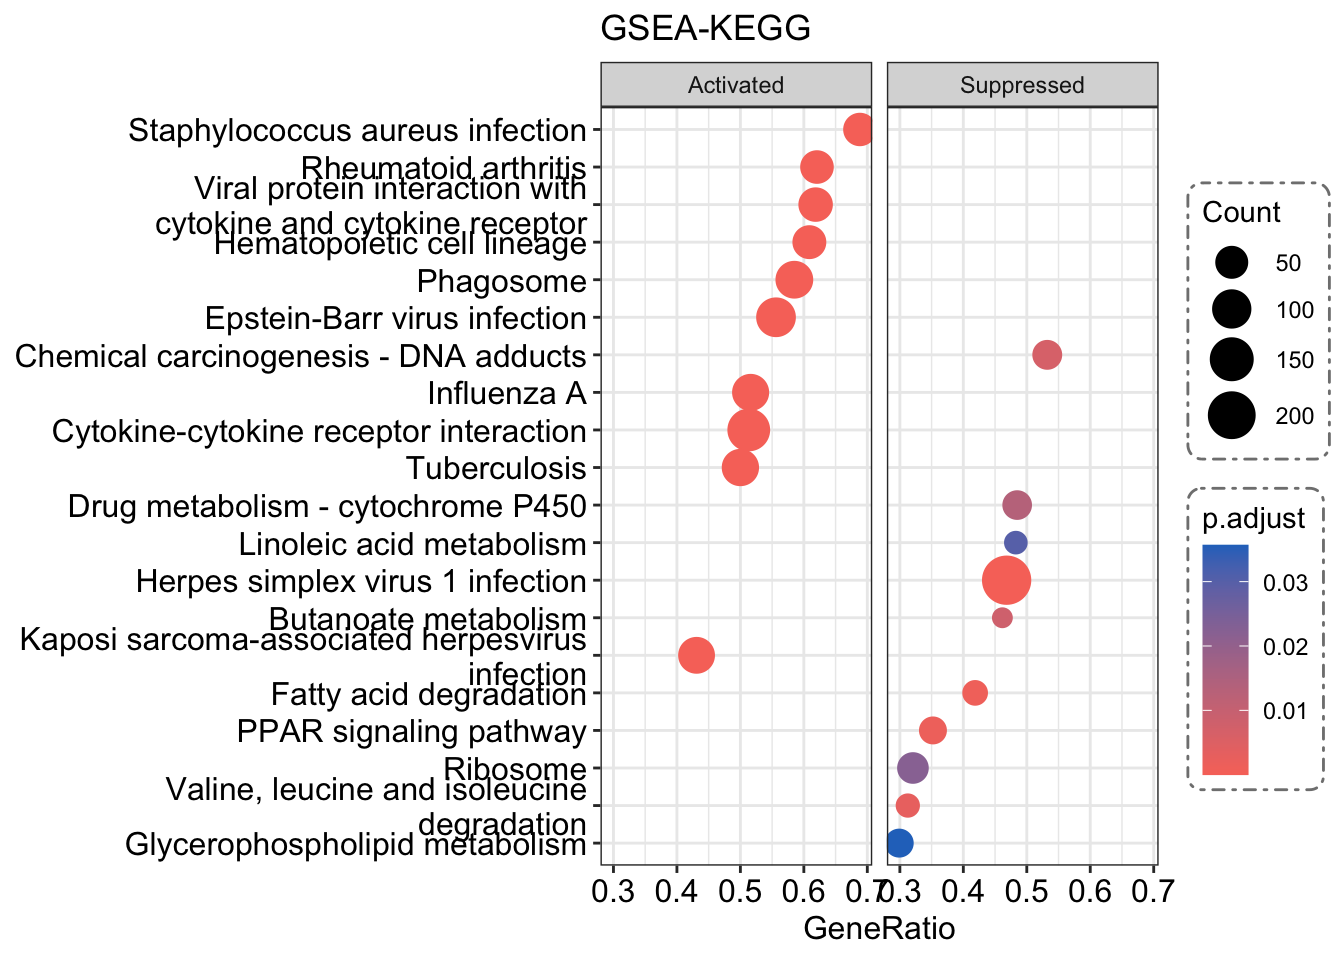 GSEA-KEGG
Activated
Suppressed
Staphylococcus aureus infection
Rheumatoid arthritis
Viral protein interaction with
cytokine and cytokine receptor
Hematopoietic cell lineage
Phagosome
Epstein-Barr virus infection
Chemical carcinogenesis - DNA adducts
Influenza A
Cytokine-cytokine receptor interaction
Tuberculosis
Drug metabolism - cytochrome P450
Linoleic acid metabolism
Herpes simplex virus 1 infection
Butanoate metabolism
Kaposi sarcoma-associated herpesvirus
infection
Fatty acid degradation
PPAR signaling pathway
Ribosome
Valine, leucine and isoleucine
degradation
Glycerophospholipid metabolism
0.3 0.4 0.5 0.6 0.7
0.3 0.4 0.5 0.6 0.7
GeneRatio
Count
50
100
150
200
p.adjust
0.03
0.02
0.01